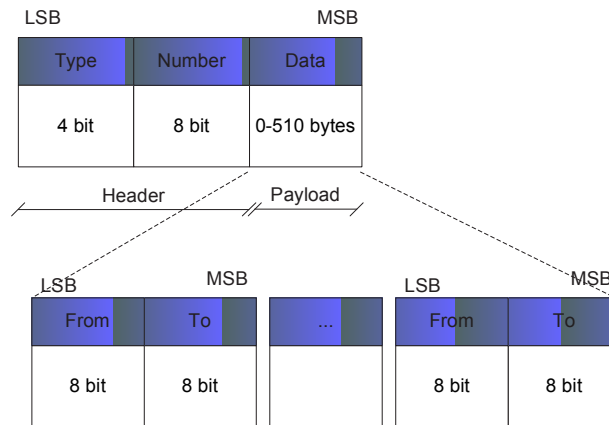 LSB MSB
Type Number Data
4 bit 8 bit 0-510 bytes
Header Payload
LSB MSB LSB MSB
From To ... From To
8 bit 8 bit 8 bit 8 bit